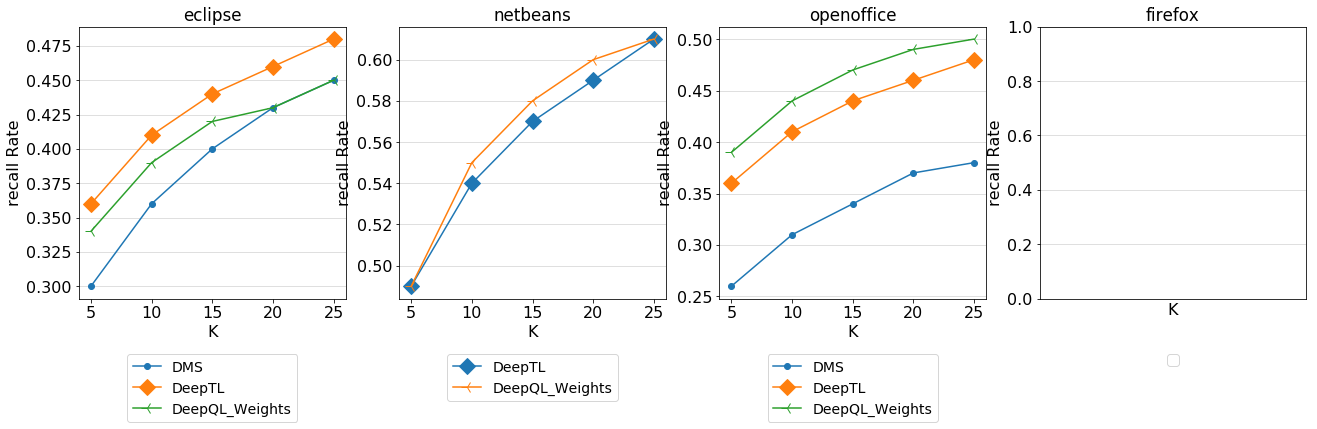 eclipse
recall Rate
0.475
0.450
0.425
0.400
0.375
0.350
0.325
0.300
5 10 15 20 25
K
DMS
DeepTL
DeepQL_Weights
netbeans
recall Rate
0.60
0.58
0.56
0.54
0.52
0.50
5 10 15 20 25
K
DeepTL
DeepQL_Weights
openoffice
recall Rate
0.50
0.45
0.40
0.35
0.30
0.25
5 10 15 20 25
K
DMS
DeepTL
DeepQL_Weights
firefox
recall Rate
1.0
0.8
0.6
0.4
0.2
0.0
K